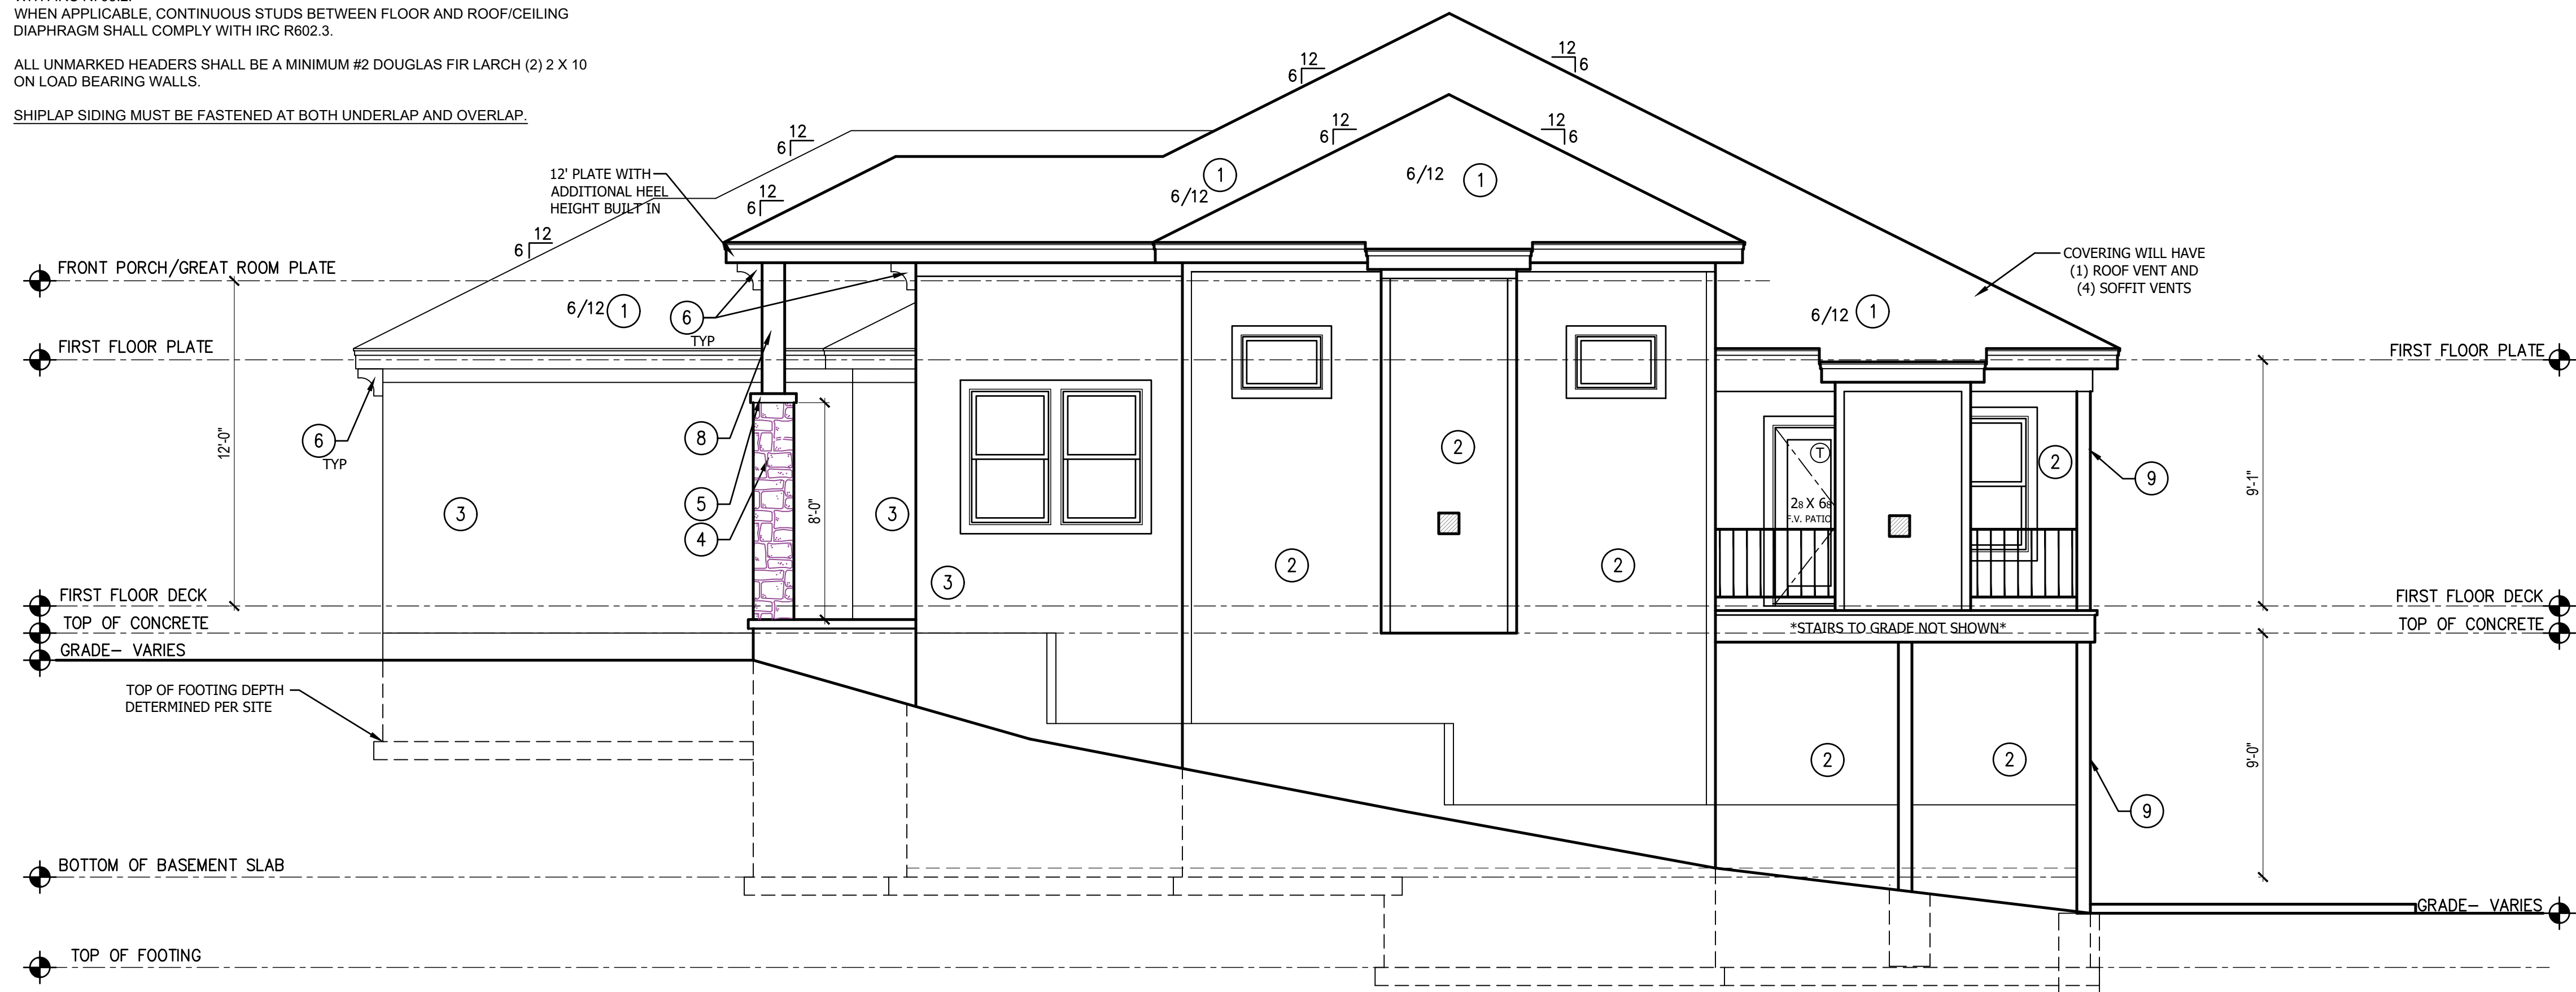 WHEN APPLICABLE, CONTINUOUS STUDS BETWEEN FLOOR AND ROOF/CEILING
DIAPHRAGM SHALL COMPLY WITH IRC R602.3.
ALL UNMARKED HEADERS SHALL BE A MINIMUM #2 DOUGLAS FIR LARCH (2) 2 X 10
ON LOAD BEARING WALLS.
SHIPLAP SIDING MUST BE FASTENED AT BOTH UNDERLAP AND OVERLAP.
12
6
12
6
12
6
12
6
12
6
12
6
12
6
12' PLATE WITH
ADDITIONAL HEEL
HEIGHT BUILT IN
6/12 1
6/12 1
COVERING WILL HAVE
(1) ROOF VENT AND
(4) SOFFIT VENTS
FRONT PORCH/GREAT ROOM PLATE
6/12 1
6
TYP
6/12 1
FIRST FLOOR PLATE
FIRST FLOOR PLATE
12'-0"
6
TYP
8
5
4
8'-0"
3
3
3
2
2
2
T
28 X 68
F.V. PATIO
2
9
9'-1"
FIRST FLOOR DECK
FIRST FLOOR DECK
TOP OF CONCRETE
*STAIRS TO GRADE NOT SHOWN*
TOP OF CONCRETE
GRADE- VARIES
TOP OF FOOTING DEPTH
DETERMINED PER SITE
2
2
9
9'-0"
BOTTOM OF BASEMENT SLAB
GRADE- VARIES
TOP OF FOOTING